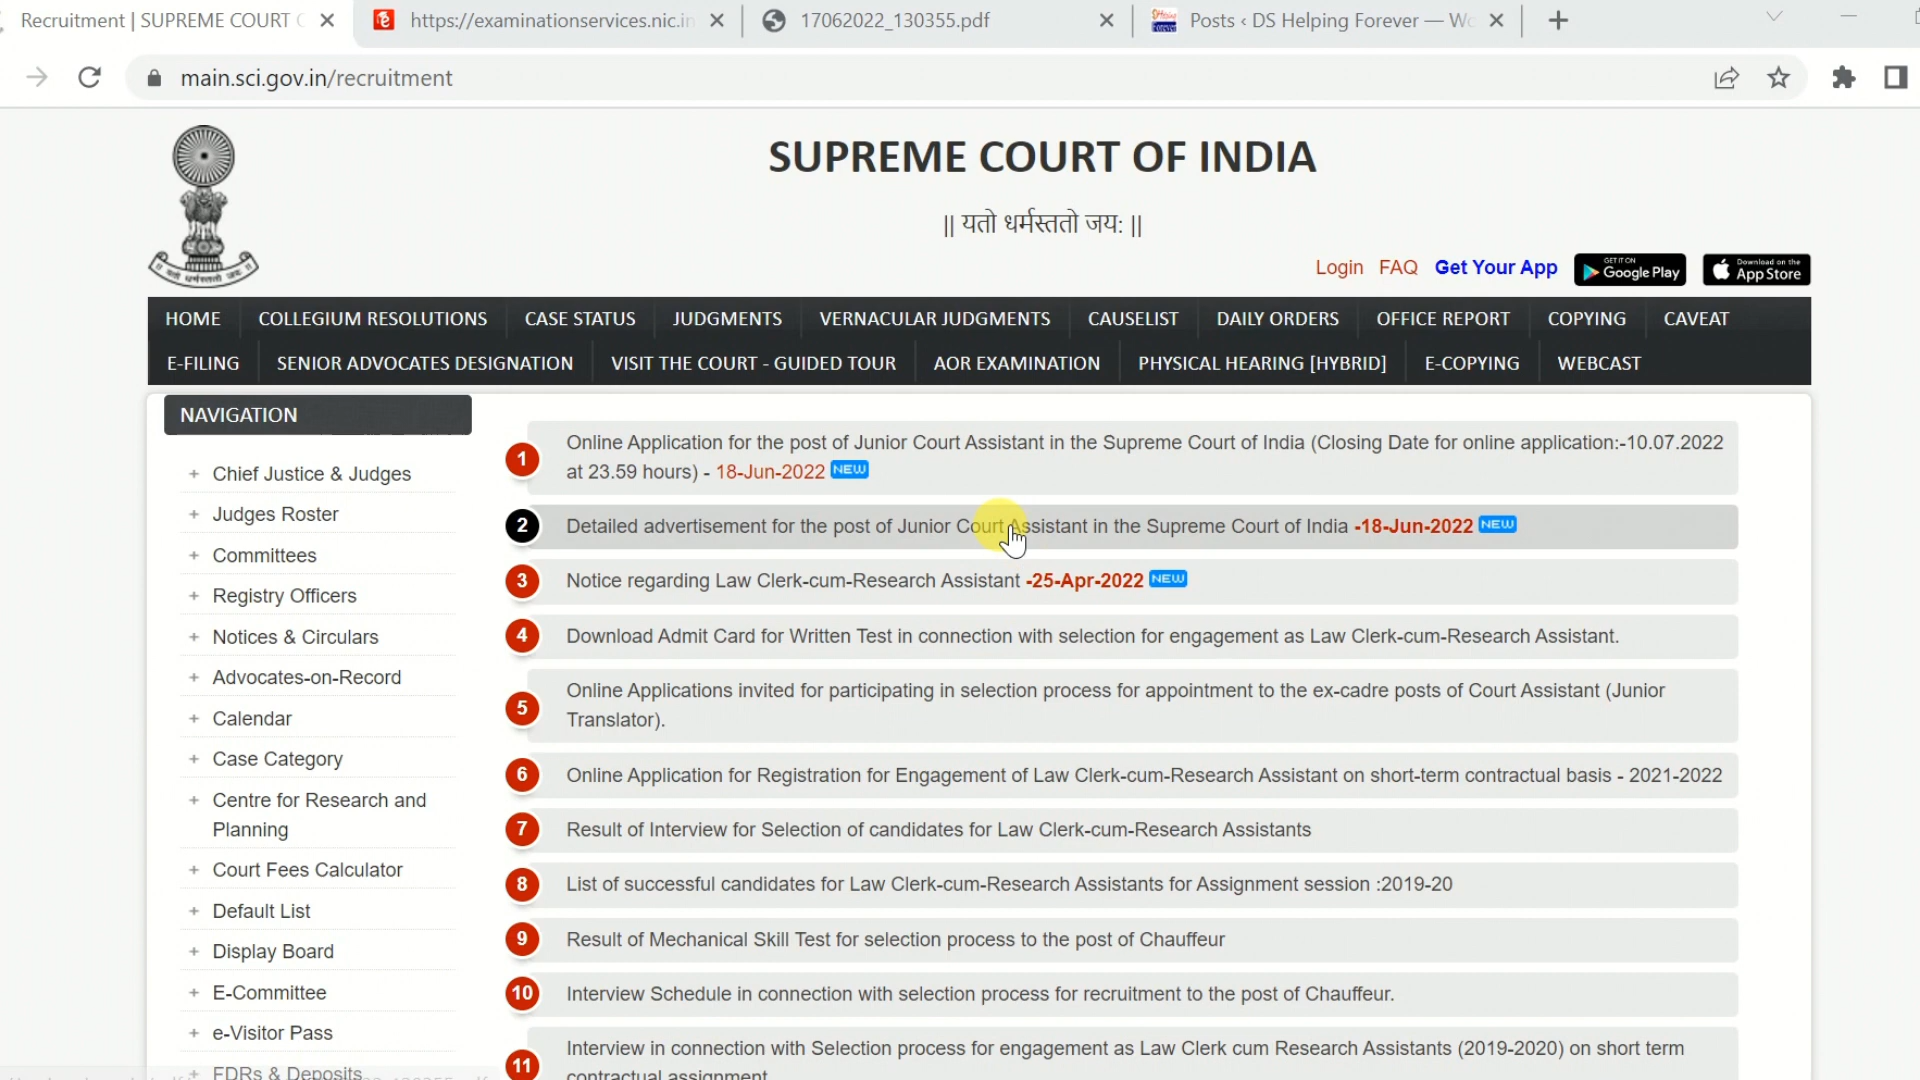 Recruitment | SUPREME COURT
https://examinationservices.nic.in
17062022_130355.pdf
Posts ‹ DS Helping Forever —
main.sci.gov.in/recruitment
SUPREME COURT OF INDIA
|| यतो धर्मस्ततो जय: ||
यतो धर्मस्ततो जयः
Login FAQ Get Your App GET IT ON Google Play Download on the App Store
HOME COLLEGIUM RESOLUTIONS CASE STATUS JUDGMENTS VERNACULAR JUDGMENTS CAUSELIST DAILY ORDERS OFFICE REPORT COPYING CAVEAT
E-FILING SENIOR ADVOCATES DESIGNATION VISIT THE COURT - GUIDED TOUR AOR EXAMINATION PHYSICAL HEARING [HYBRID] E-COPYING WEBCAST
NAVIGATION
+ Chief Justice & Judges
+ Judges Roster
+ Committees
+ Registry Officers
+ Notices & Circulars
+ Advocates-on-Record
+ Calendar
+ Case Category
+ Centre for Research and
Planning
+ Court Fees Calculator
+ Default List
+ Display Board
+ E-Committee
+ e-Visitor Pass
+ FDRs & Deposits
1 Online Application for the post of Junior Court Assistant in the Supreme Court of India (Closing Date for online application:-10.07.2022
at 23.59 hours) - 18-Jun-2022 NEW
2 Detailed advertisement for the post of Junior Court Assistant in the Supreme Court of India -18-Jun-2022 NEW
3 Notice regarding Law Clerk-cum-Research Assistant -25-Apr-2022 NEW
4 Download Admit Card for Written Test in connection with selection for engagement as Law Clerk-cum-Research Assistant.
5 Online Applications invited for participating in selection process for appointment to the ex-cadre posts of Court Assistant (Junior
Translator).
6 Online Application for Registration for Engagement of Law Clerk-cum-Research Assistant on short-term contractual basis - 2021-2022
7 Result of Interview for Selection of candidates for Law Clerk-cum-Research Assistants
8 List of successful candidates for Law Clerk-cum-Research Assistants for Assignment session :2019-20
9 Result of Mechanical Skill Test for selection process to the post of Chauffeur
10 Interview Schedule in connection with selection process for recruitment to the post of Chauffeur.
11 Interview in connection with Selection process for engagement as Law Clerk cum Research Assistants (2019-2020) on short term
contractual assignment